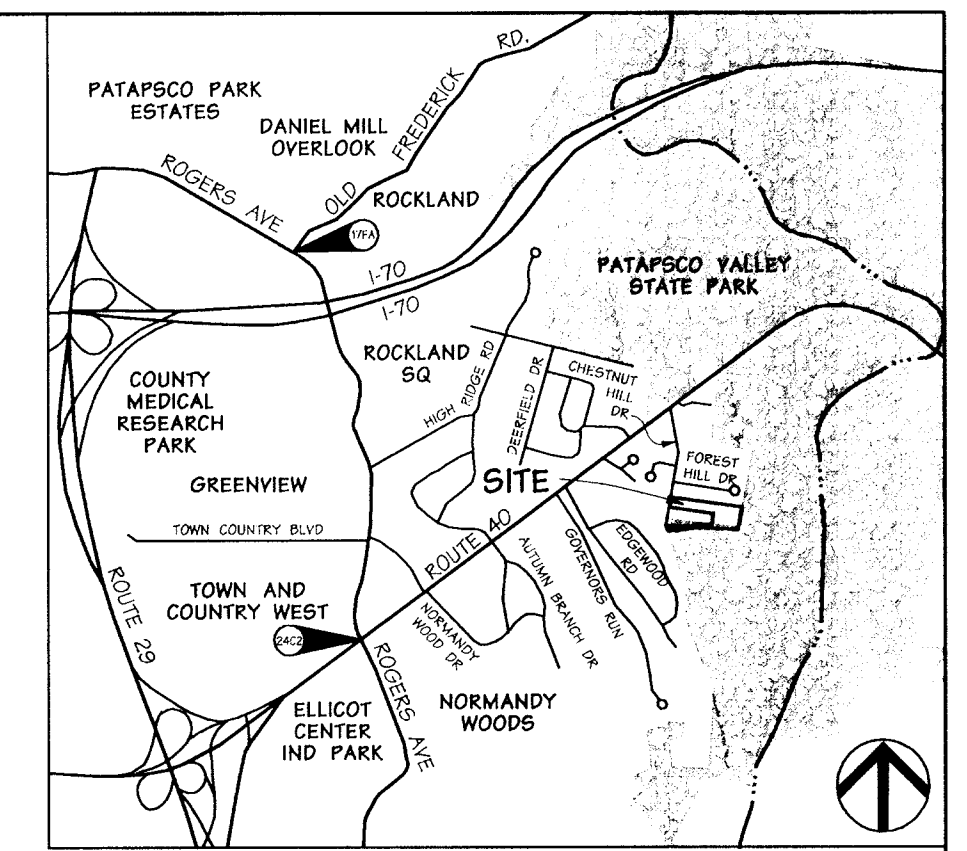 RD.
PATAPSCO PARK
ESTATES
DANIEL MILL
OVERLOOK
OLD FREDERICK
ROGERS AVE
ROCKLAND
17FA
I-70
I-70
PATAPSCO VALLEY
STATE PARK
ROCKLAND
SQ
HIGH RIDGE RD
DEERFIELD DR
CHESTNUT
HILL
DR
COUNTY
MEDICAL
RESEARCH
PARK
FOREST
HILL DR
GREENVIEW
SITE
TOWN COUNTRY BLVD
ROUTE 40
AUTUMN BRANCH DR
GOVERNORS RUN
EDGEWOOD
RD
ROUTE 29
TOWN AND
COUNTRY WEST
24C2
NORMANDY
WOOD DR
ROGERS AVE
ELLICOT
CENTER
IND PARK
NORMANDY
WOODS